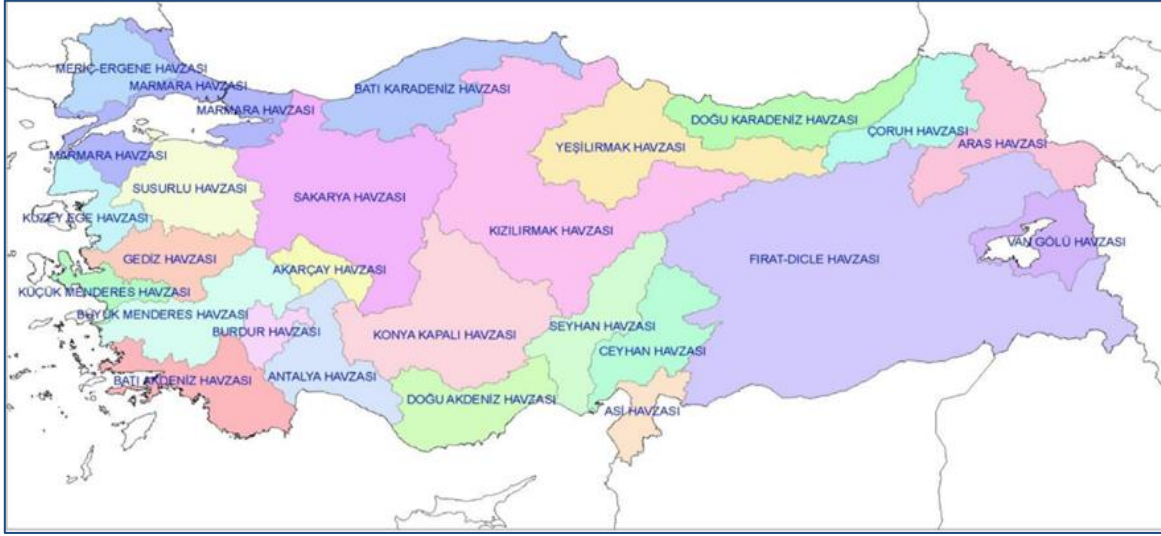 MERİÇ-ERGENE HAVZASI
MARMARA HAVZASI
MARMARA HAVZASI
BATI KARADENİZ HAVZASI
DOĞU KARADENİZ HAVZASI
ÇORUH HAVZASI
ARAS HAVZASI
YEŞİLIRMAK HAVZASI
MARMARA HAVZASI
SUSURLU HAVZASI
SAKARYA HAVZASI
KUZEY EGE HAVZASI
KIZILIRMAK HAVZASI
VAN GÖLÜ HAVZASI
GEDİZ HAVZASI
FIRAT-DICLE HAVZASI
AKARÇAY HAVZASI
KÜÇÜK MENDERES HAVZASI
BÜYÜK MENDERES HAVZASI
BURDUR HAVZASI
KONYA KAPALI HAVZASI
SEYHAN HAVZASI
CEYHAN HAVZASI
BATI AKDENİZ HAVZASI
ANTALYA HAVZASI
DOĞU AKDENİZ HAVZASI
ASİ HAVZASI